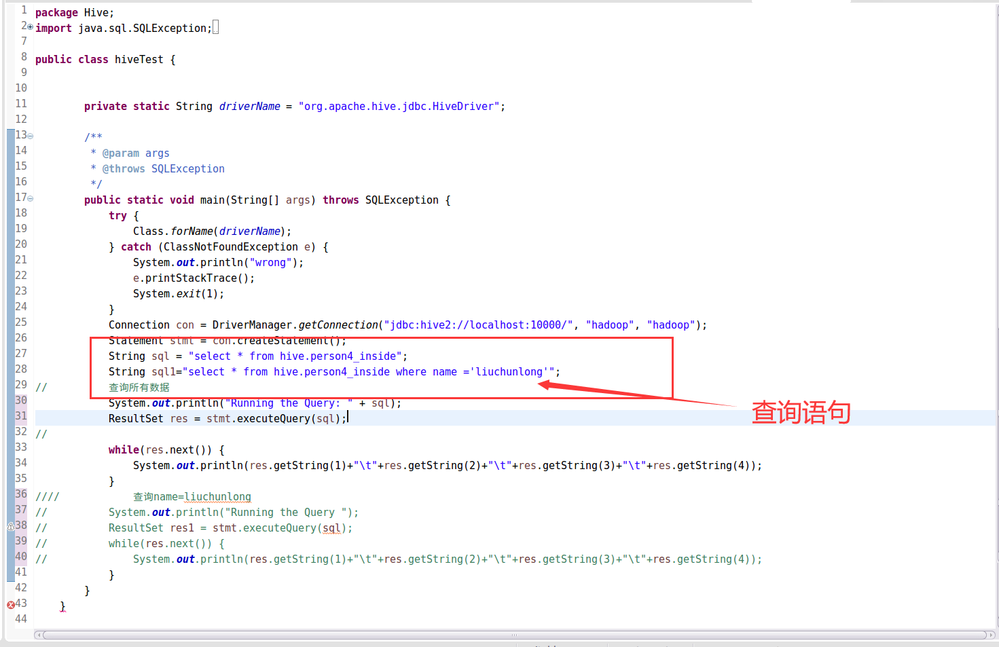 1 package Hive;
2 import java.sql.SQLException;
7
8 public class hiveTest {
9
10
11 private static String driverName = "org.apache.hive.jdbc.HiveDriver";
12
13 /**
14 * @param args
15 * @throws SQLException
16 */
17 public static void main(String[] args) throws SQLException {
18 try {
19 Class.forName(driverName);
20 } catch (ClassNotFoundException e) {
21 System.out.println("wrong");
22 e.printStackTrace();
23 System.exit(1);
24 }
25 Connection con = DriverManager.getConnection("jdbc:hive2://localhost:10000/", "hadoop", "hadoop");
26 Statement stmt = con.createStatement();
27 String sql = "select * from hive.person4_inside";
28 String sql1="select * from hive.person4_inside where name ='liuchunlong'";
29 // 查询所有数据
30 System.out.println("Running the Query: " + sql);
查询语句
31 ResultSet res = stmt.executeQuery(sql);
32 //
33 while(res.next()) {
34 System.out.println(res.getString(1)+"\t"+res.getString(2)+"\t"+res.getString(3)+"\t"+res.getString(4));
35 }
36 //// 查询name=liuchunlong
37 // System.out.println("Running the Query ");
38 // ResultSet res1 = stmt.executeQuery(sql);
39 // while(res.next()) {
40 // System.out.println(res.getString(1)+"\t"+res.getString(2)+"\t"+res.getString(3)+"\t"+res.getString(4));
41 }
42 }
43 }
44